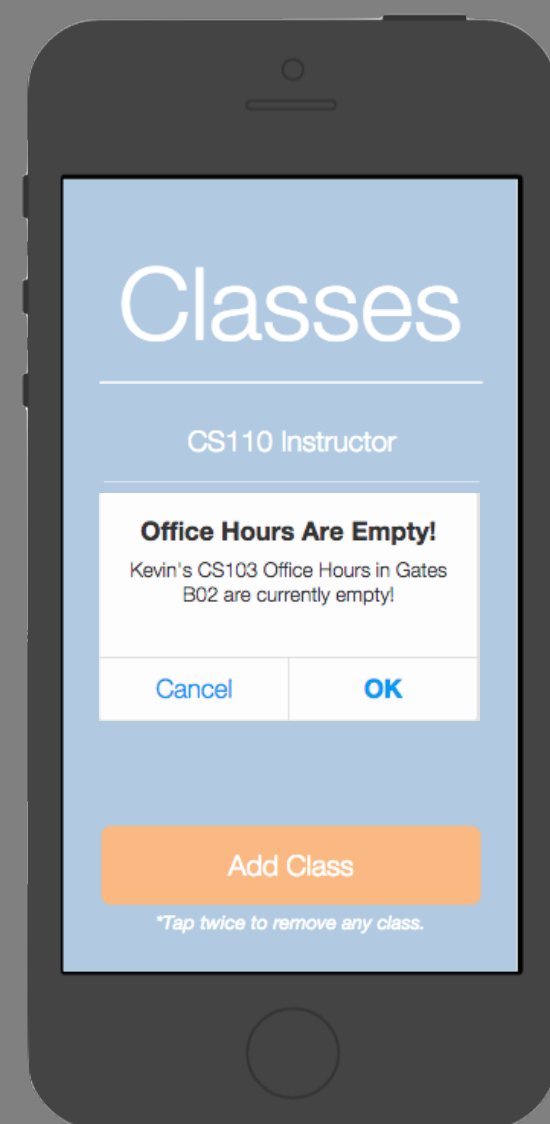 Classes
CS110 Instructor
Office Hours Are Empty!
Kevin's CS103 Office Hours in Gates
B02 are currently empty!
Cancel
OK
Add Class
*Tap twice to remove any class.